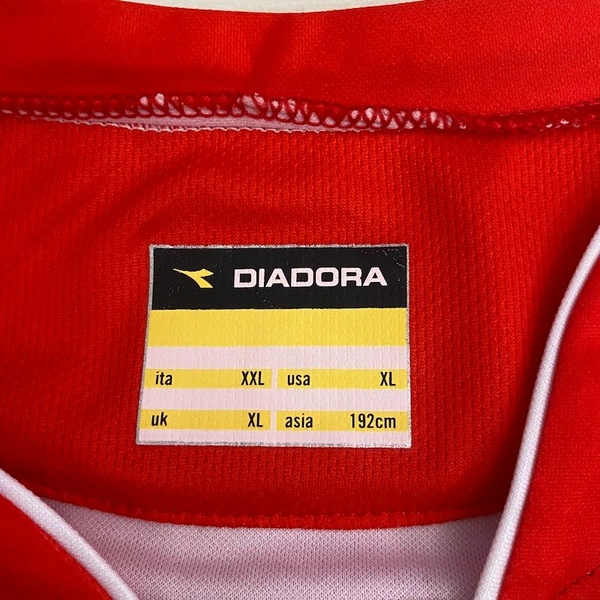 DIADORA
ita XXL usa XL
uk XL asia 192cm